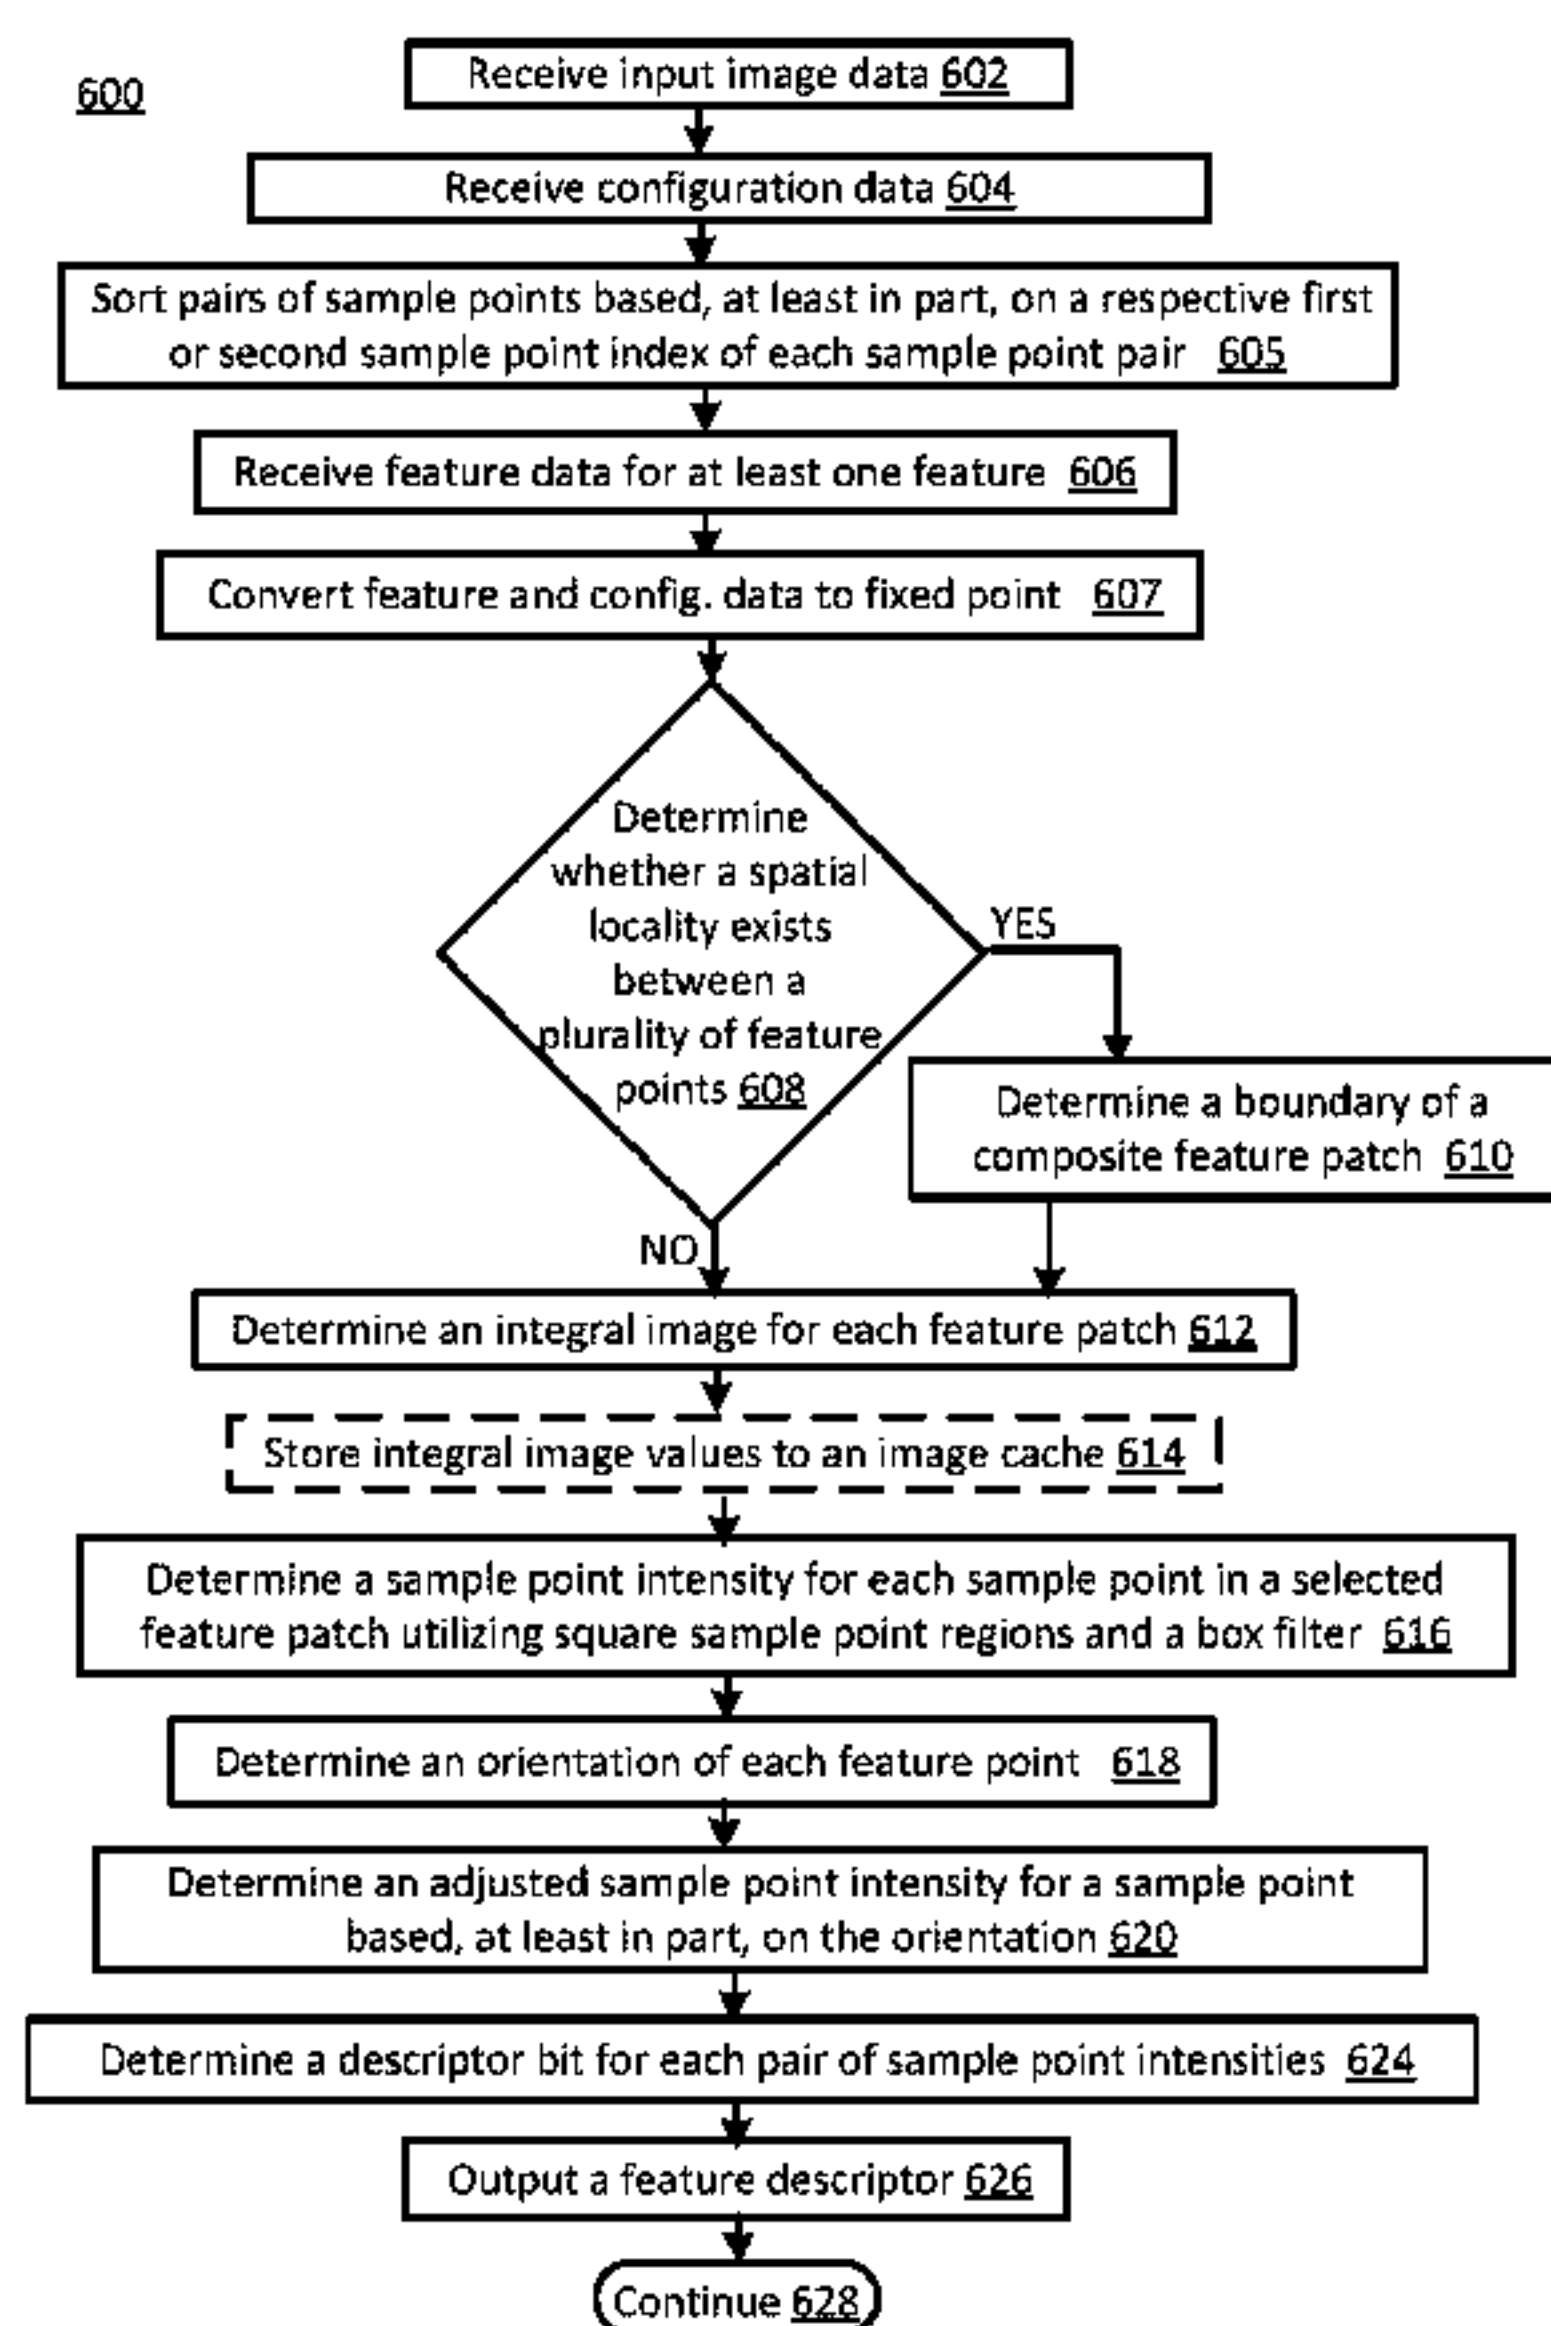 600
Receive input image data 602
Receive configuration data 604
Sort pairs of sample points based, at least in part, on a respective first
or second sample point index of each sample point pair 605
Receive feature data for at least one feature 606
Convert feature and config. data to fixed point 607
Determine
whether a spatial
locality exists
between a
plurality of feature
points 608
YES
Determine a boundary of a
composite feature patch 610
NO
Determine an integral image for each feature patch 612
Store integral image values to an image cache 614
Determine a sample point intensity for each sample point in a selected
feature patch utilizing square sample point regions and a box filter 616
Determine an orientation of each feature point 618
Determine an adjusted sample point intensity for a sample point
based, at least in part, on the orientation 620
Determine a descriptor bit for each pair of sample point intensities 624
Output a feature descriptor 626
Continue 628